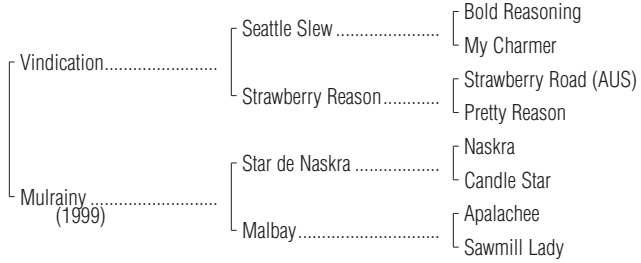 Bold Reasoning
Seattle Slew ....................
My Charmer
Vindication......................
Strawberry Road (AUS)
Strawberry Reason...........
Pretty Reason
Naskra
Star de Naskra ................
Candle Star
Mulrainy ........................
(1999)
Apalachee
Malbay...........................
Sawmill Lady